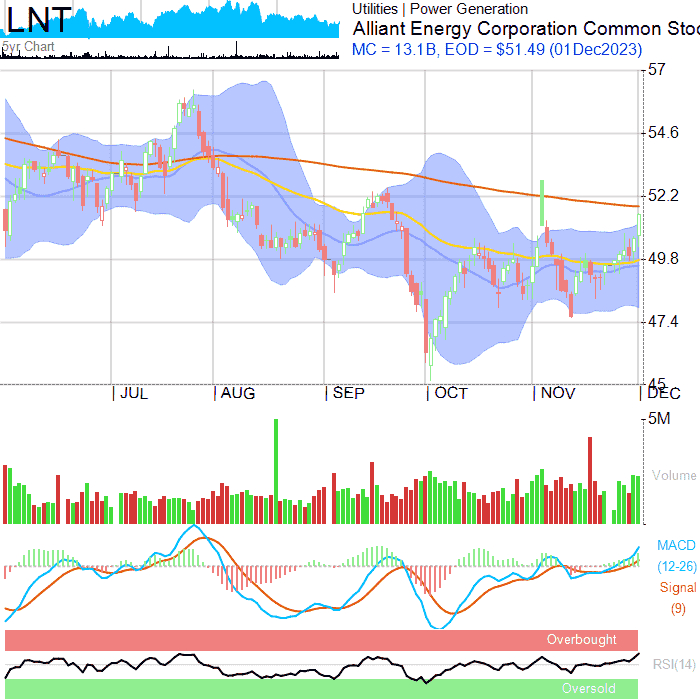 LNT
5yr Chart
Utilities | Power Generation
Alliant Energy Corporation Common Stoc
MC = 13.1B, EOD = $51.49 (01Dec2023)
57
54.6
52.2
49.8
47.4
45
JUL
AUG
SEP
OCT
NOV
DEC
5M
Volume
MACD
(12-26)
Signal
(9)
Overbought
RSI(14)
Oversold